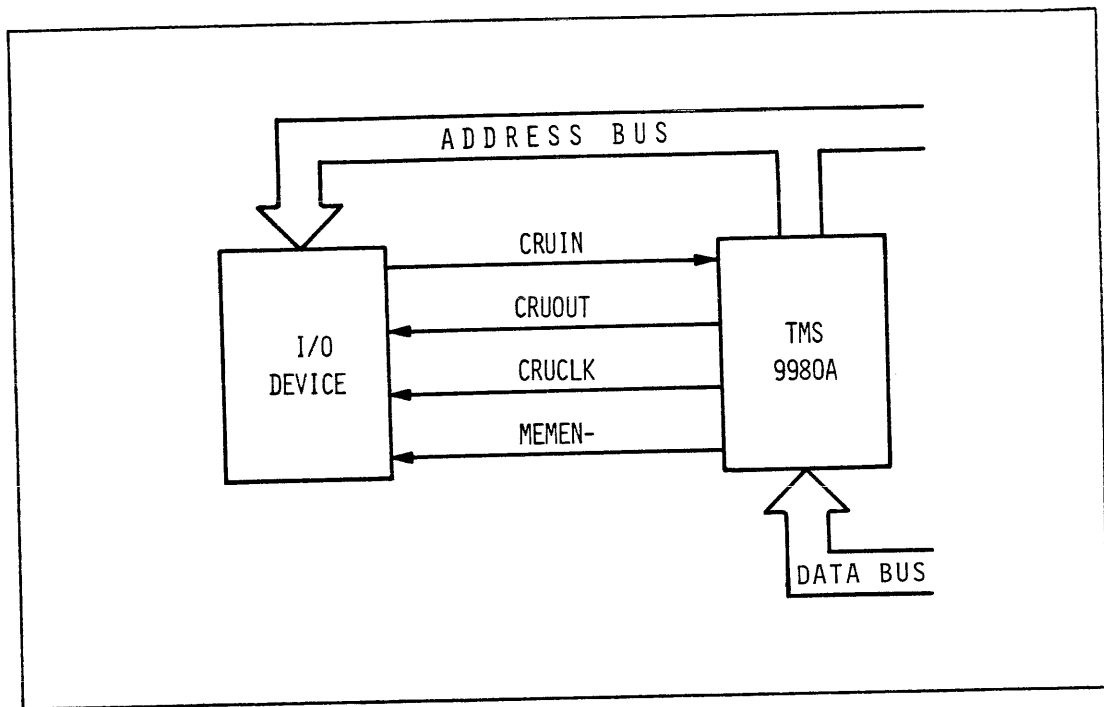 ADDRESS BUS
CRUIN
CRUOUT
CRUCLK
MEMEN-
I/O
DEVICE
TMS
9980A
DATA BUS